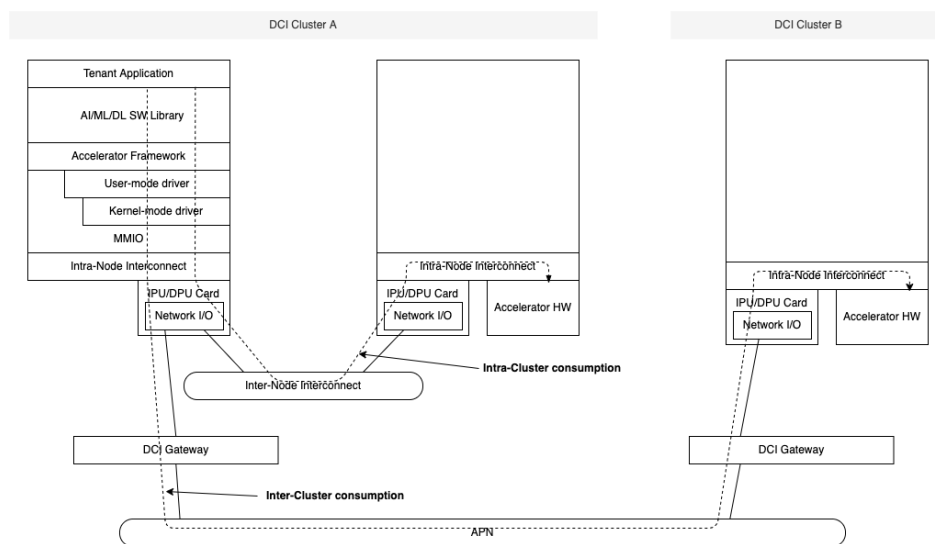 DCI Cluster A
DCI Cluster B
Tenant Application
AI/ML/DL SW Library
Accelerator Framework
User-mode driver
Kernel-mode driver
MMIO
Intra-Node Interconnect
IPU/DPU Card
Network I/O
Intra-Node Interconnect
IPU/DPU Card
Network I/O
Accelerator HW
Intra-Node Interconnect
IPU/DPU Card
Network I/O
Accelerator HW
Intra-Cluster consumption
Inter-Node Interconnect
DCI Gateway
DCI Gateway
Inter-Cluster consumption
APN